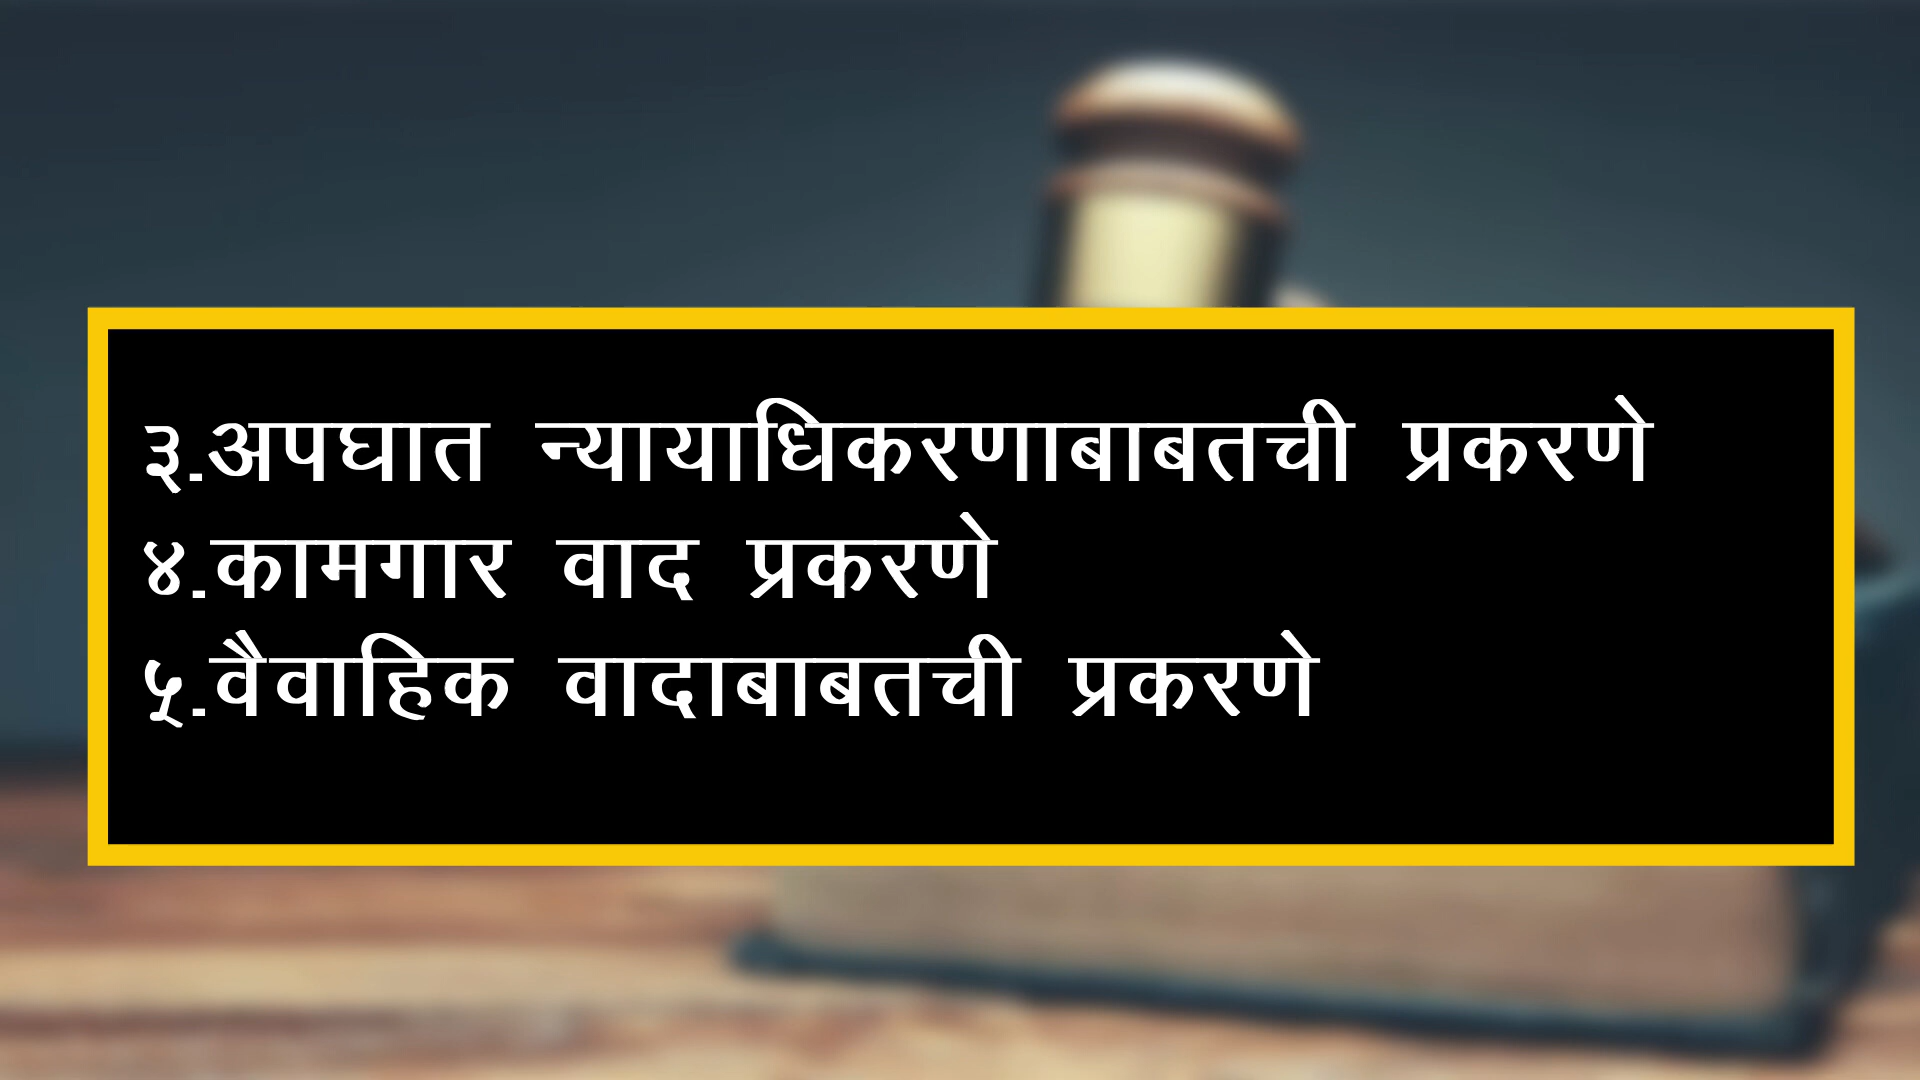 ३.अपघात न्यायाधिकरणाबाबतची प्रकरणे
४.कामगार वाद प्रकरणे
५.वैवाहिक वादाबाबतची प्रकरणे